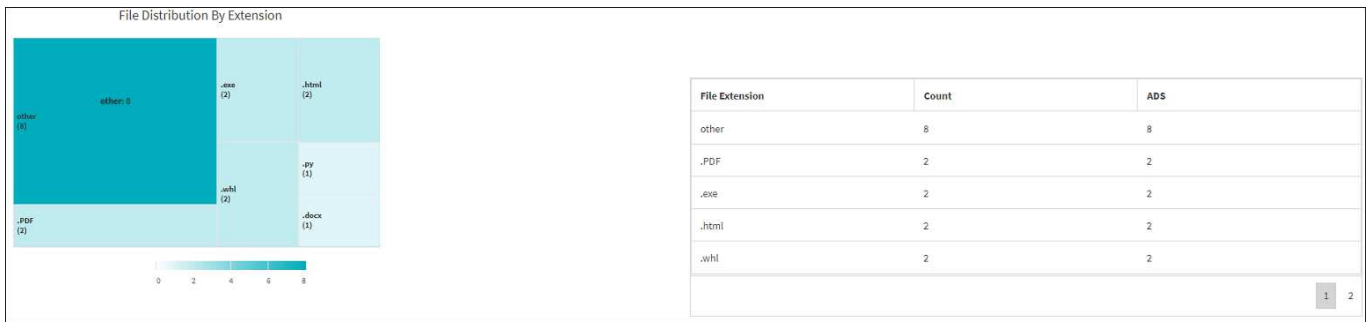 File Distribution By Extension
other: 8
other
(8)
.exe
(2)
.html
(2)
.whl
(2)
.py
(1)
.docx
(1)
.PDF
(2)
0 2 4 6 8
File Extension Count ADS
other 8 8
.PDF 2 2
.exe 2 2
.html 2 2
.whl 2 2
1 2